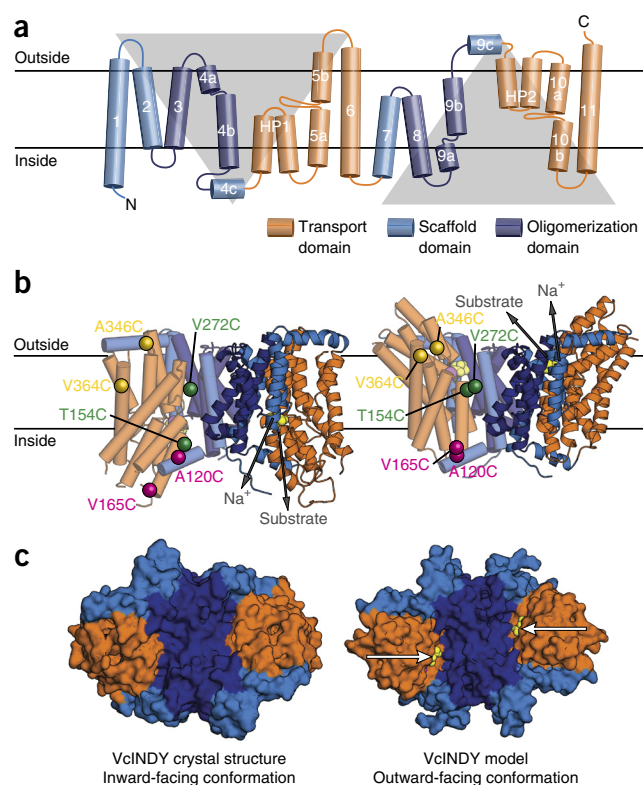 a
Outside
Inside
1
2
3
4a
4b
4c
HP1
5b
5a
6
7
8
9a
9b
9c
HP2
10
a
10
b
11
C
N
Transport
domain
Scaffold
domain
Oligomerization
domain
b
Outside
Inside
A346C
V272C
V364C
T154C
A120C
V165C
Na+
Substrate
Substrate
Na+
A346C
V272C
V364C
T154C
V165C
A120C
Outside
Inside
c
VcINDY crystal structure
Inward-facing conformation
VcINDY model
Outward-facing conformation